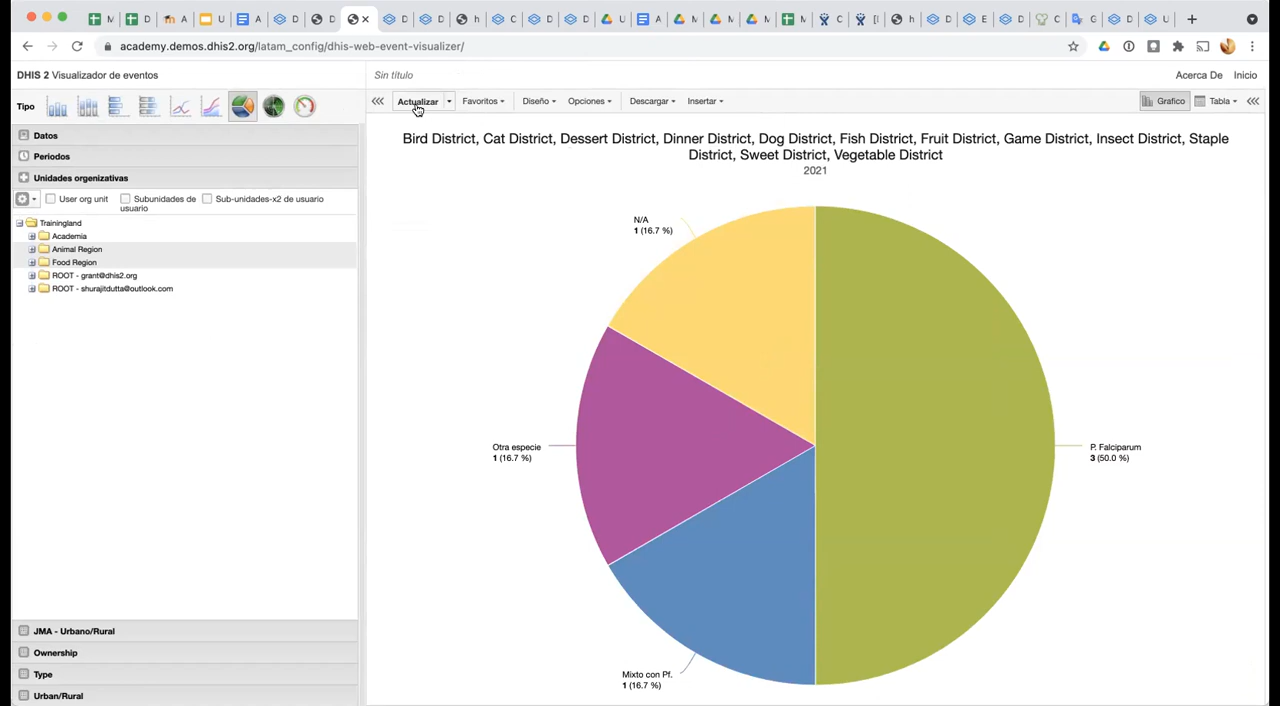 academy.demos.dhis2.org/latam_config/dhis-web-event-visualizer/
DHIS 2 Visualizador de eventos
Sin título
Acerca De
Inicio
Tipo
Actualizar
Favoritos
Diseño
Opciones
Descargar
Insertar
Grafico
Tabla
Datos
Periodos
Unidades organizativas
User org unit
Subunidades de
usuario
Sub-unidades-x2 de usuario
Trainingland
Academia
Animal Region
Food Region
ROOT - grant@dhis2.org
ROOT - shurajitdutta@outlook.com
JMA - Urbano/Rural
Ownership
Type
Urban/Rural
Bird District, Cat District, Dessert District, Dinner District, Dog District, Fish District, Fruit District, Game District, Insect District, Staple
District, Sweet District, Vegetable District
2021
N/A
1 (16.7 %)
Otra especie
1 (16.7 %)
P. Falciparum
3 (50.0 %)
Mixto con Pf.
1 (16.7 %)